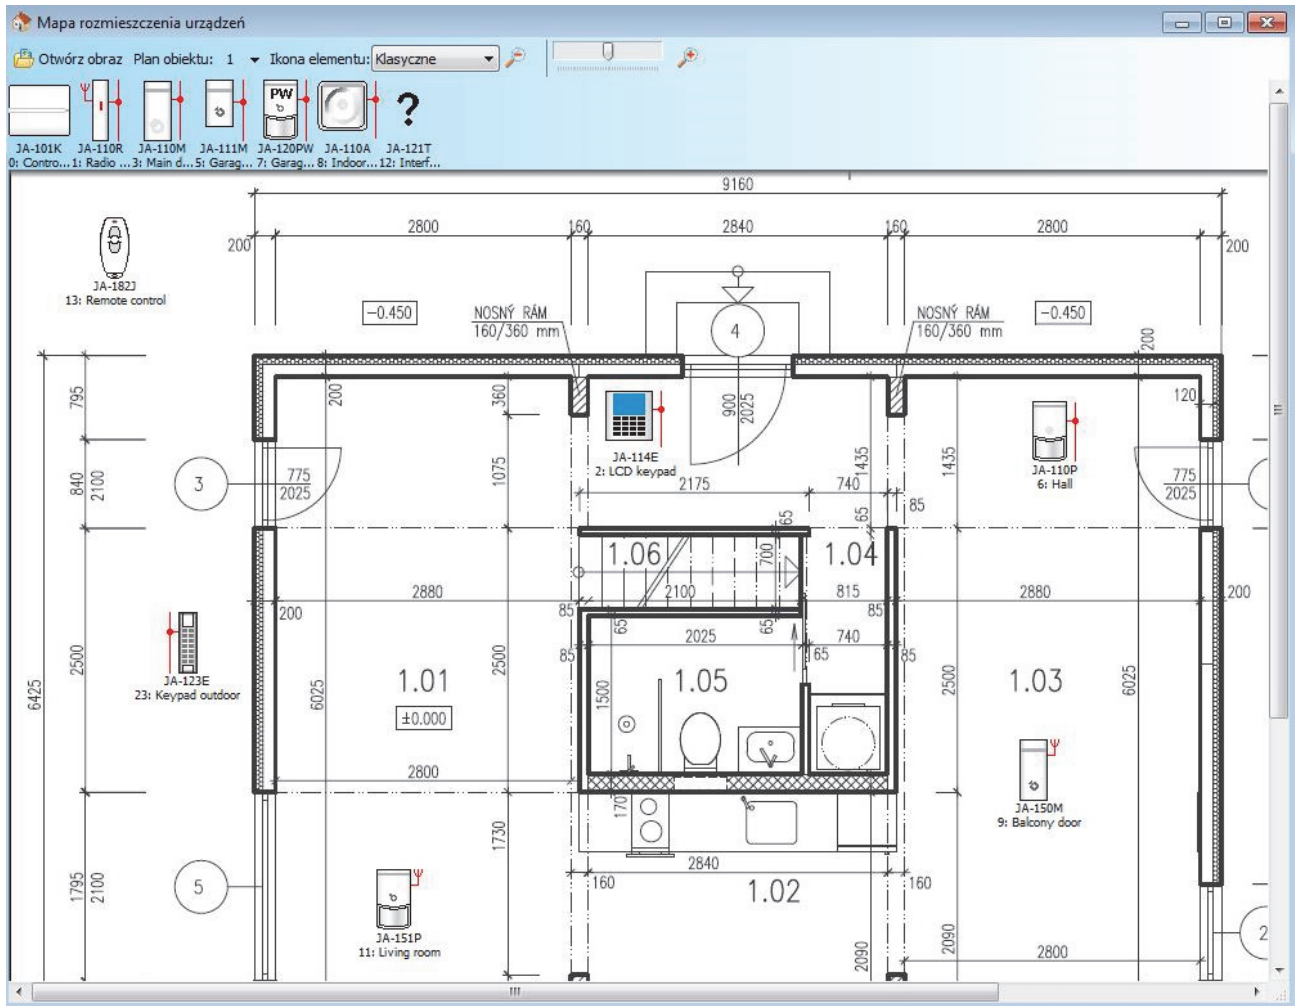 Mapa rozmieszczenia urządzeń
Otwórz obraz Plan obiektu: 1 Ikona elementu: Klasyczne
PW
JA-101K JA-110R JA-110M JA-111M JA-120PW JA-110A JA-121T
0: Contro... 1: Radio ... 3: Main d... 5: Garag... 7: Garag... 8: Indoor... 12: Interf...
?
9160
2800 160 2840 160 2800
200 200
JA-182J
13: Remote control
-0.450 NOSNÝ RÁM NOSNÝ RÁM -0.450
160/360 mm 4 160/360 mm
200
795 200 360 900 2025 120
JA-114E JA-110P
2: LCD keypad 6: Hall
3 775 1075 1435 1435 775
840 2100 2025 2025
2175 740
85
65 65
1.06 700 1.04
2880 2100 815 2880 200
200 85 85
65 2025 65 740
85 65 85
JA-123E
23: Keypad outdoor
6425 2500 6025 1.01 2500 1500 1.05 2500 1.03 6025
±0.000
2800
JA-150M
9: Balcony door
170
1730
2840
1795 2100 5 160 1.02 160
JA-151P
11: Living room
2090 2090 2800 2